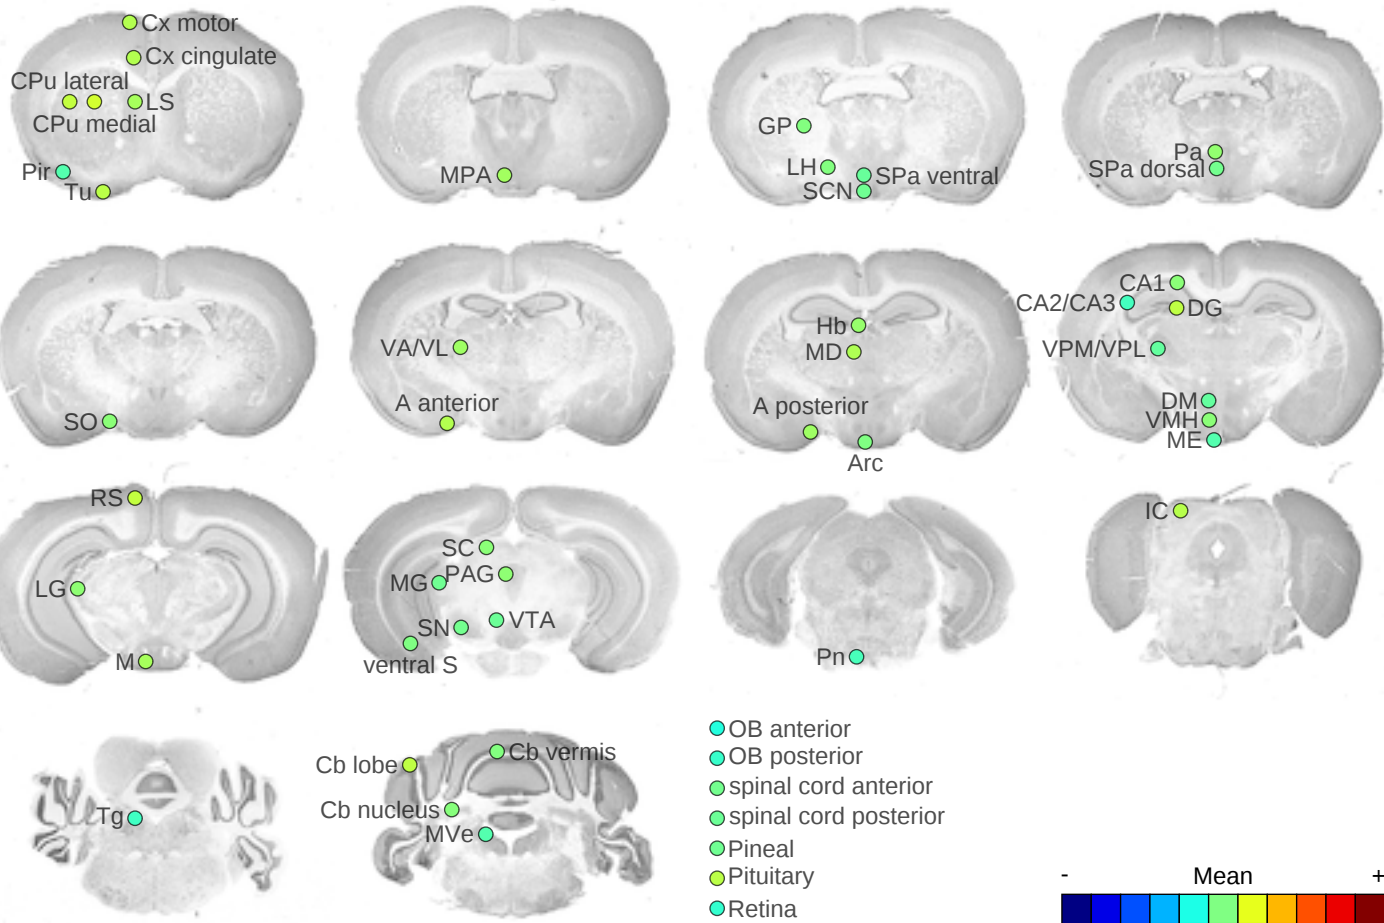 Cx motor
Cx cingulate
CPu lateral
LS
CPu medial
Pir
Tu
MPA
GP
LH
SPa ventral
SCN
Pa
SPa dorsal
SO
VA/VL
A anterior
Hb
MD
A posterior
Arc
CA1
CA2/CA3
DG
VPM/VPL
DM
VMH
ME
RS
LG
M
SC
MG
PAG
SN
VTA
ventral S
Pn
IC
Tg
Cb lobe
Cb vermis
Cb nucleus
MVe
OB anterior
OB posterior
spinal cord anterior
spinal cord posterior
Pineal
Pituitary
Retina
- Mean +